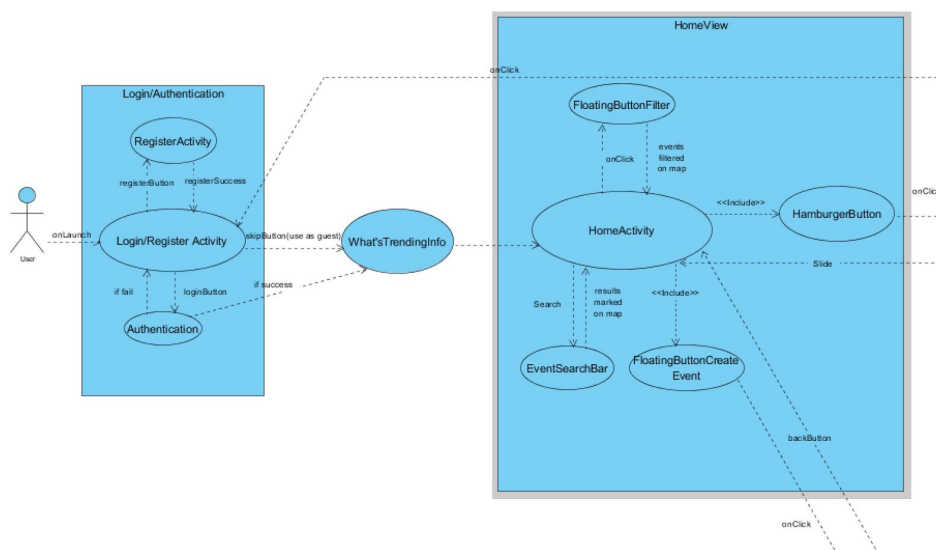 HomeView
onClick
Login/Authentication
FloatingButtonFilter
RegisterActivity
onClick
events
filtered
on map
registerButton
registerSuccess
<<Include>>
HamburgerButton
onClic
User
onLaunch
Login/Register Activity
skipButton(use as guest)
What'sTrendingInfo
HomeActivity
Slide
if fail
loginButton
if success
Authentication
Search
results
marked
on map
<<Include>>
EventSearchBar
FloatingButtonCreate
Event
backButton
onClick